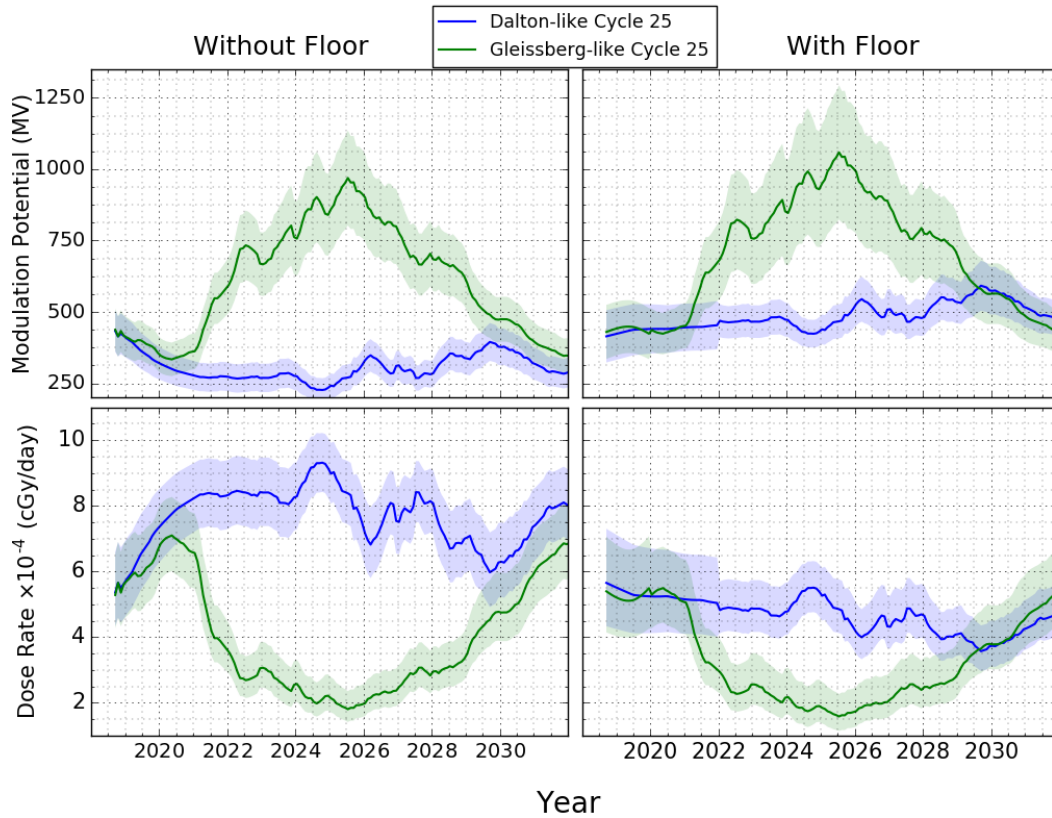 Dalton-like Cycle 25
Gleissberg-like Cycle 25
Without Floor
With Floor
Modulation Potential (MV)
1250
1000
750
500
250
Dose Rate ×10⁻⁴ (cGy/day)
10
8
6
4
2
2020 2022 2024 2026 2028 2030
2020 2022 2024 2026 2028 2030
Year